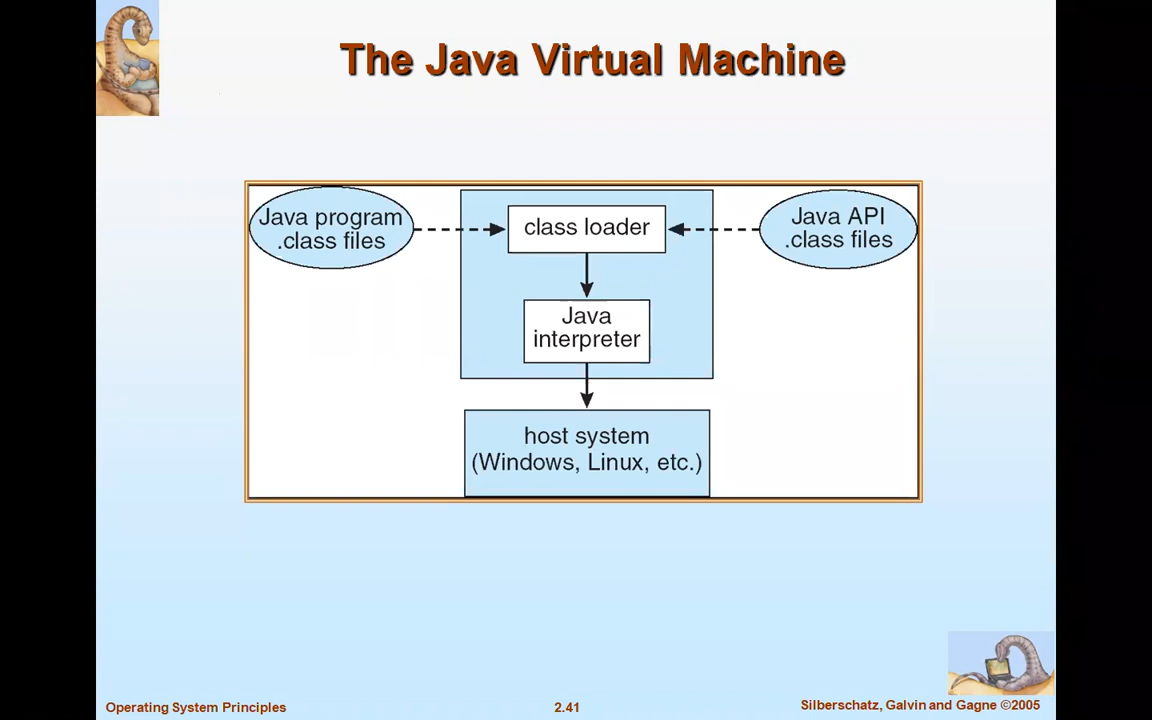 The Java Virtual Machine
Java program
.class files
class loader
Java API
.class files
Java
interpreter
host system
(Windows, Linux, etc.)
Operating System Principles
2.41
Silberschatz, Galvin and Gagne ©2005